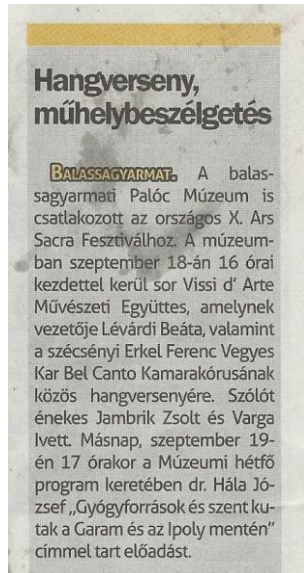 Hangverseny,
műhelybeszélgetés
BALASSAGYARMAT. A balas-
sagyarmati Palóc Múzeum is
csatlakozott az országos X. Ars
Sacra Fesztiválhoz. A múzeum-
ban szeptember 18-án 16 órai
kezdettel kerül sor Vissi d' Arte
Művészeti Együttes, amelynek
vezetője Lévárdi Beáta, valamint
a szécsényi Erkel Ferenc Vegyes
Kar Bel Canto Kamarakórusának
közös hangversenyére. Szólót
énekes Jambrik Zsolt és Varga
Ivett. Másnap, szeptember 19-
én 17 órakor a Múzeumi hétfő
program keretében dr. Hála Jó-
zsef „Gyógyforrások és szent ku-
tak a Garam és az Ipoly mentén”
címmel tart előadást.